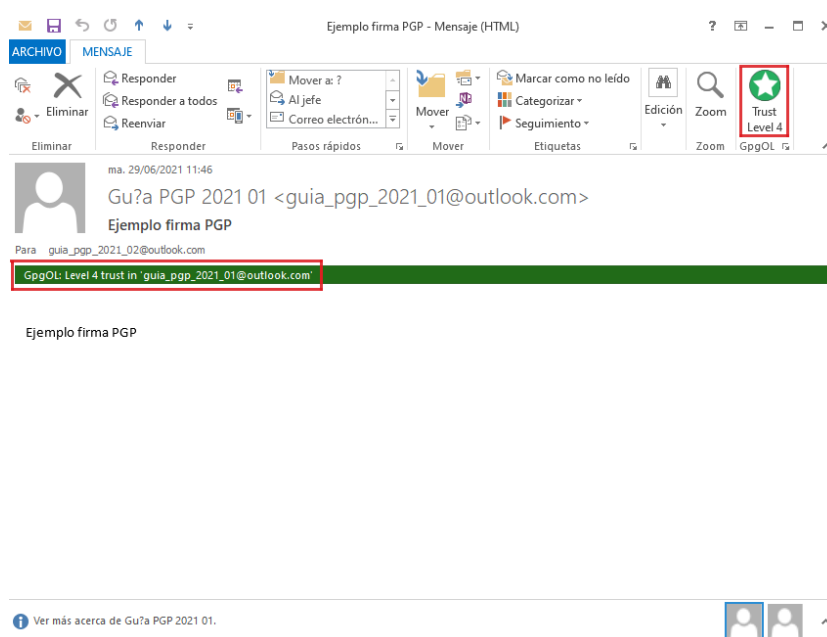 Ejemplo firma PGP - Mensaje (HTML)
ARCHIVO MENSAJE
Eliminar
Responder
Responder a todos
Reenviar
Mover a: ?
Al jefe
Correo electrón...
Mover
Marcar como no leído
Categorizar
Seguimiento
Edición
Zoom
Trust
Level 4
Eliminar Responder Pasos rápidos Mover Etiquetas Zoom GpgOL
ma. 29/06/2021 11:46
Gu?a PGP 2021 01 <guia_pgp_2021_01@outlook.com>
Ejemplo firma PGP
Para guia_pgp_2021_02@outlook.com
GpgOL: Level 4 trust in 'guia_pgp_2021_01@outlook.com'
Ejemplo firma PGP
Ver más acerca de Gu?a PGP 2021 01.